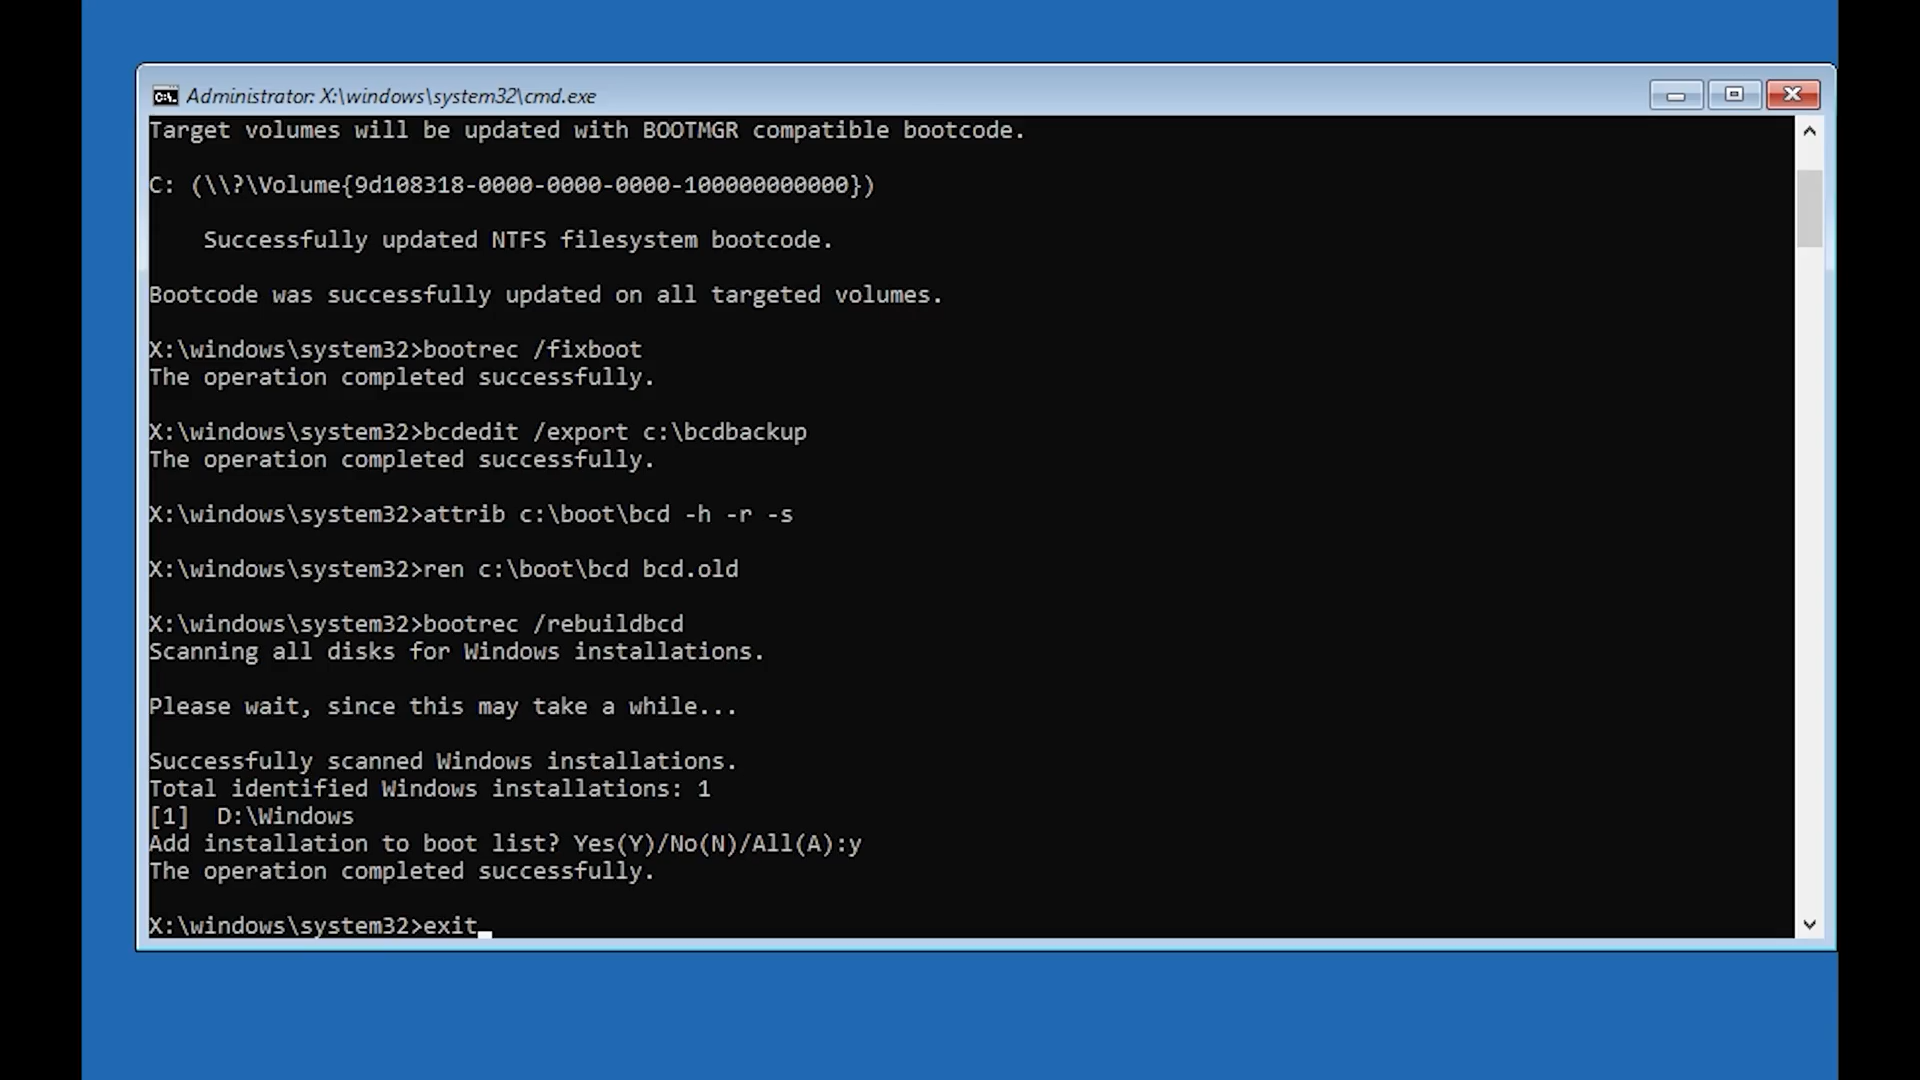 Administrator: X:\windows\system32\cmd.exe
Target volumes will be updated with BOOTMGR compatible bootcode.
C: (\\?\Volume{9d108318-0000-0000-0000-100000000000})
Successfully updated NTFS filesystem bootcode.
Bootcode was successfully updated on all targeted volumes.
X:\windows\system32>bootrec /fixboot
The operation completed successfully.
X:\windows\system32>bcdedit /export c:\bcdbackup
The operation completed successfully.
X:\windows\system32>attrib c:\boot\bcd -h -r -s
X:\windows\system32>ren c:\boot\bcd bcd.old
X:\windows\system32>bootrec /rebuildbcd
Scanning all disks for Windows installations.
Please wait, since this may take a while...
Successfully scanned Windows installations.
Total identified Windows installations: 1
[1]  D:\Windows
Add installation to boot list? Yes(Y)/No(N)/All(A):y
The operation completed successfully.
X:\windows\system32>exit